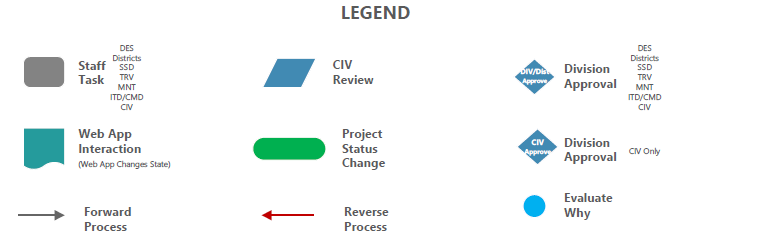 LEGEND
Staff
Task
DES
Districts
SSD
TRV
MNT
ITD/CMD
CIV
CIV
Review
DIV/Dist
Approve
Division
Approval
DES
Districts
SSD
TRV
MNT
ITD/CMD
CIV
Web App
Interaction
(Web App Changes State)
Project
Status
Change
CIV
Approve
Division
Approval
CIV Only
Forward
Process
Reverse
Process
Evaluate
Why